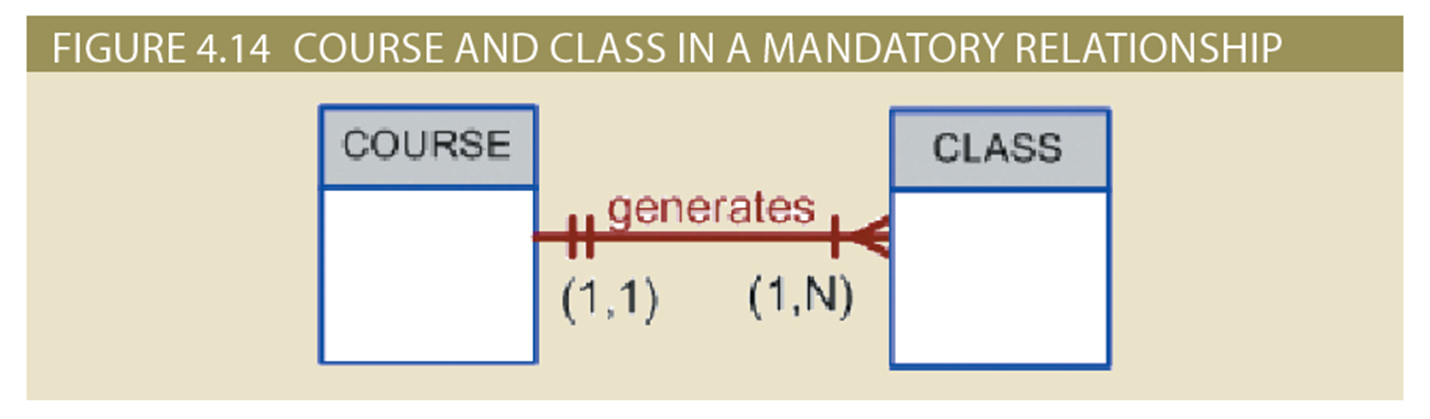 FIGURE 4.14 COURSE AND CLASS IN A MANDATORY RELATIONSHIP
COURSE
CLASS
generates
(1,1)
(1,N)